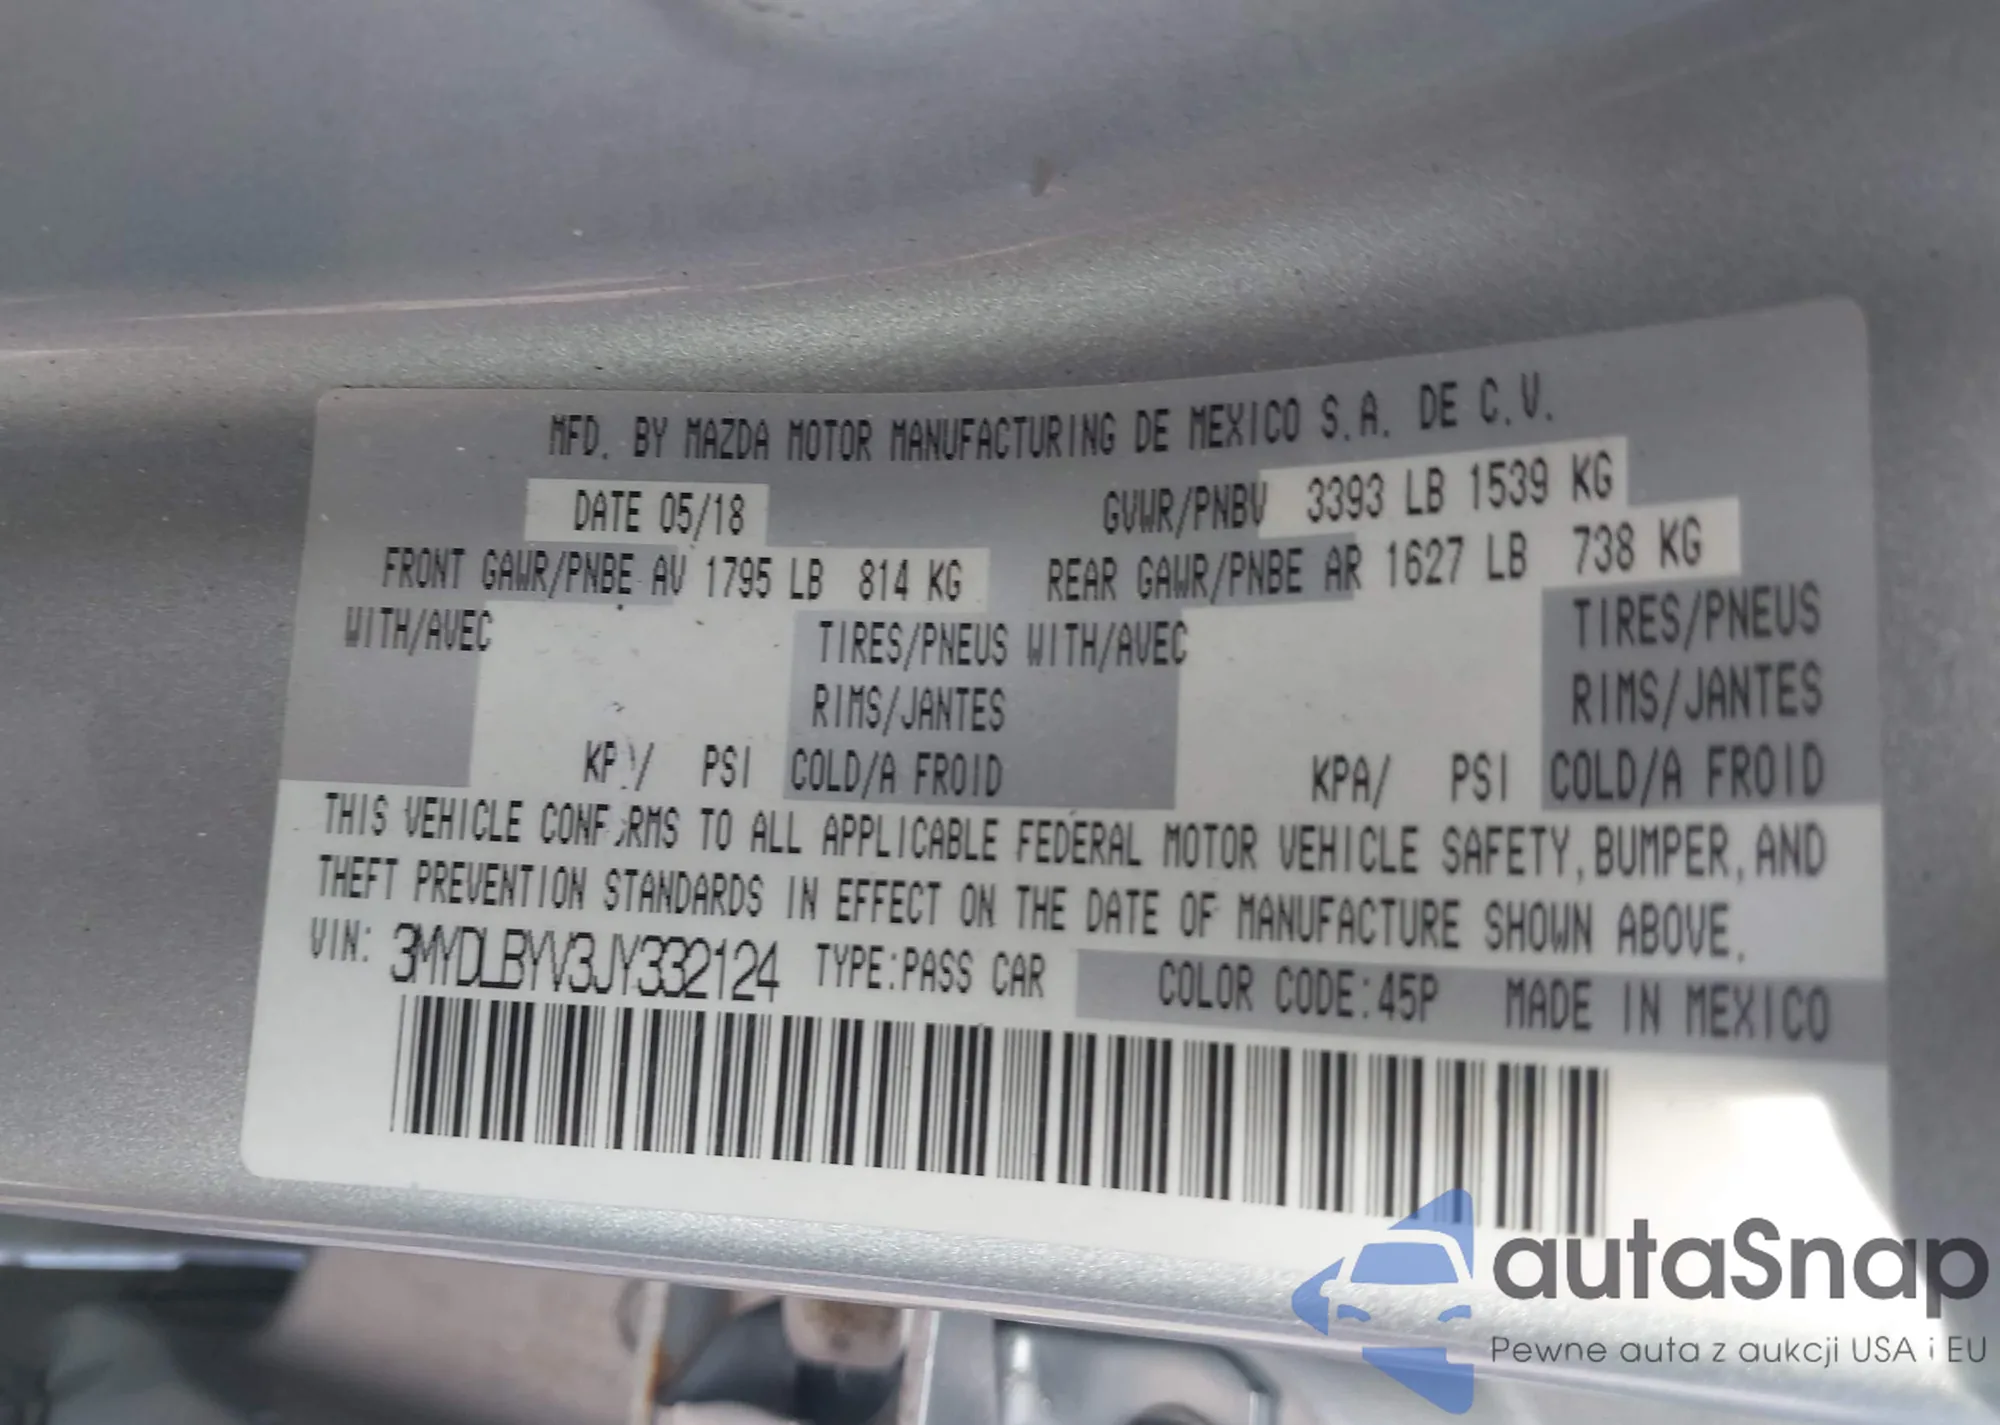 MFD. BY MAZDA MOTOR MANUFACTURING DE MEXICO S.A. DE C.V.
DATE 05/18 GVWR/PNBV 3393 LB 1539 KG
FRONT GAWR/PNBE AV 1795 LB 814 KG REAR GAWR/PNBE AR 1627 LB 738 KG
WITH/AVEC TIRES/PNEUS WITH/AVEC TIRES/PNEUS
RIMS/JANTES RIMS/JANTES
KP / PSI COLD/A FROID KPA/ PSI COLD/A FROID
THIS VEHICLE CONFORMS TO ALL APPLICABLE FEDERAL MOTOR VEHICLE SAFETY, BUMPER, AND
THEFT PREVENTION STANDARDS IN EFFECT ON THE DATE OF MANUFACTURE SHOWN ABOVE.
VIN: 3MYDLBYV3JY332124 TYPE:PASS CAR COLOR CODE:45P MADE IN MEXICO
autaSnap
Pewne auta z aukcji USA i EU